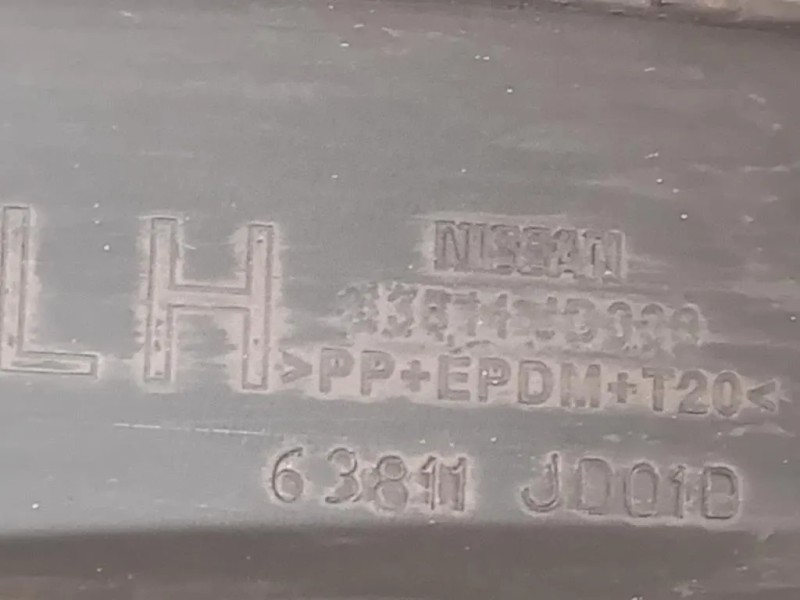 LH
NISSAN
>PP+EPDM+T20<
63811 JD01D